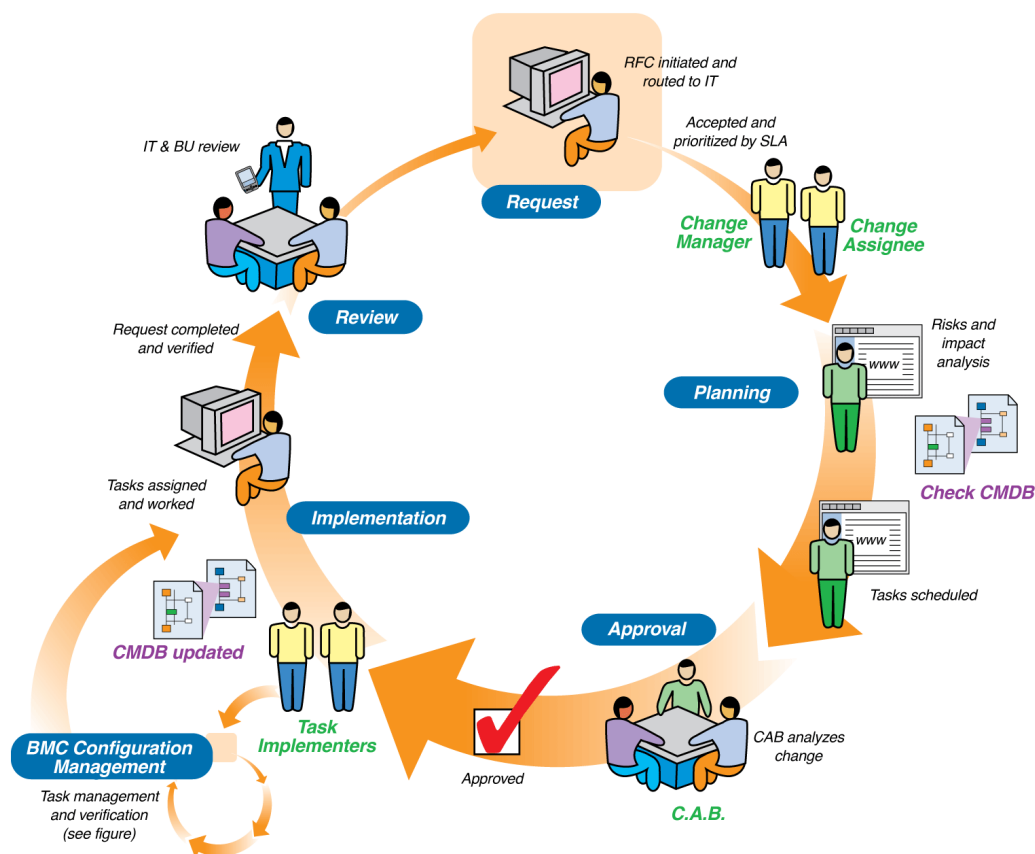 RFC initiated and
routed to IT
Request
Accepted and
prioritized by SLA
Change
Manager
Change
Assignee
Risks and
impact
analysis
www
Planning
Check CMDB
www
Tasks scheduled
Approval
CAB analyzes
change
C.A.B.
Approved
Task
Implementers
BMC Configuration
Management
Task management
and verification
(see figure)
CMDB updated
Tasks assigned
and worked
Implementation
Request completed
and verified
Review
IT & BU review